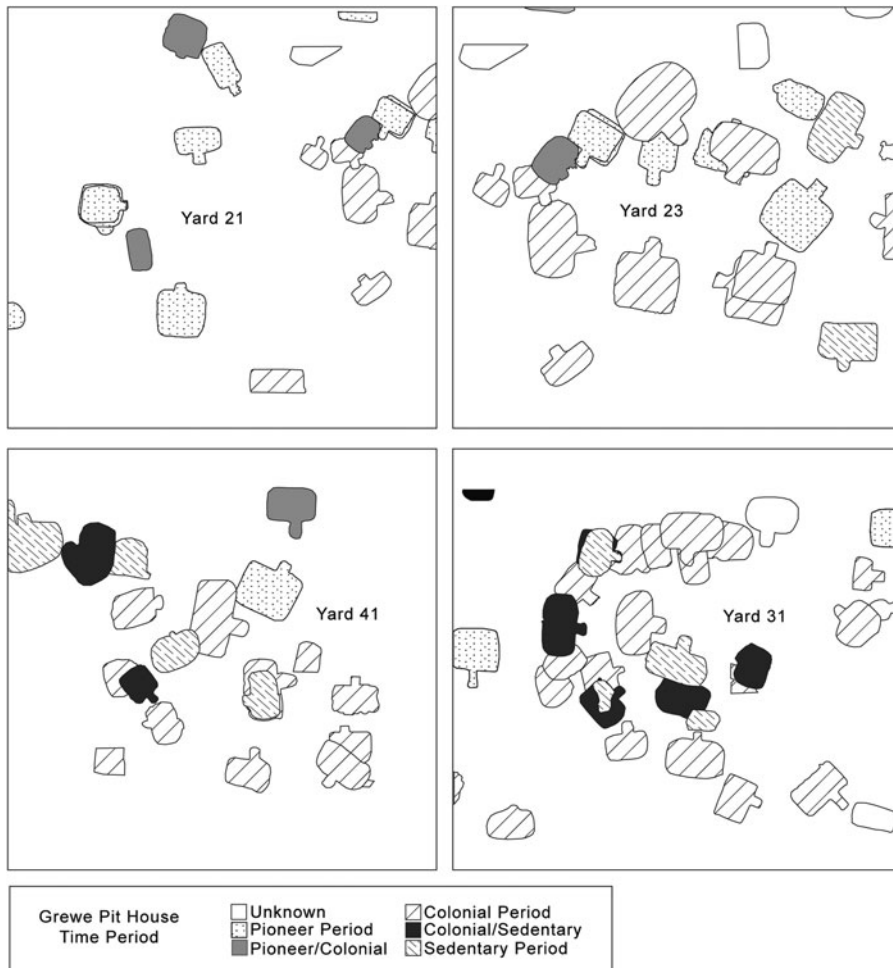 Yard 21
Yard 23
Yard 41
Yard 31
Grewe Pit House
Time Period
Unknown
Pioneer Period
Pioneer/Colonial
Colonial Period
Colonial/Sedentary
Sedentary Period